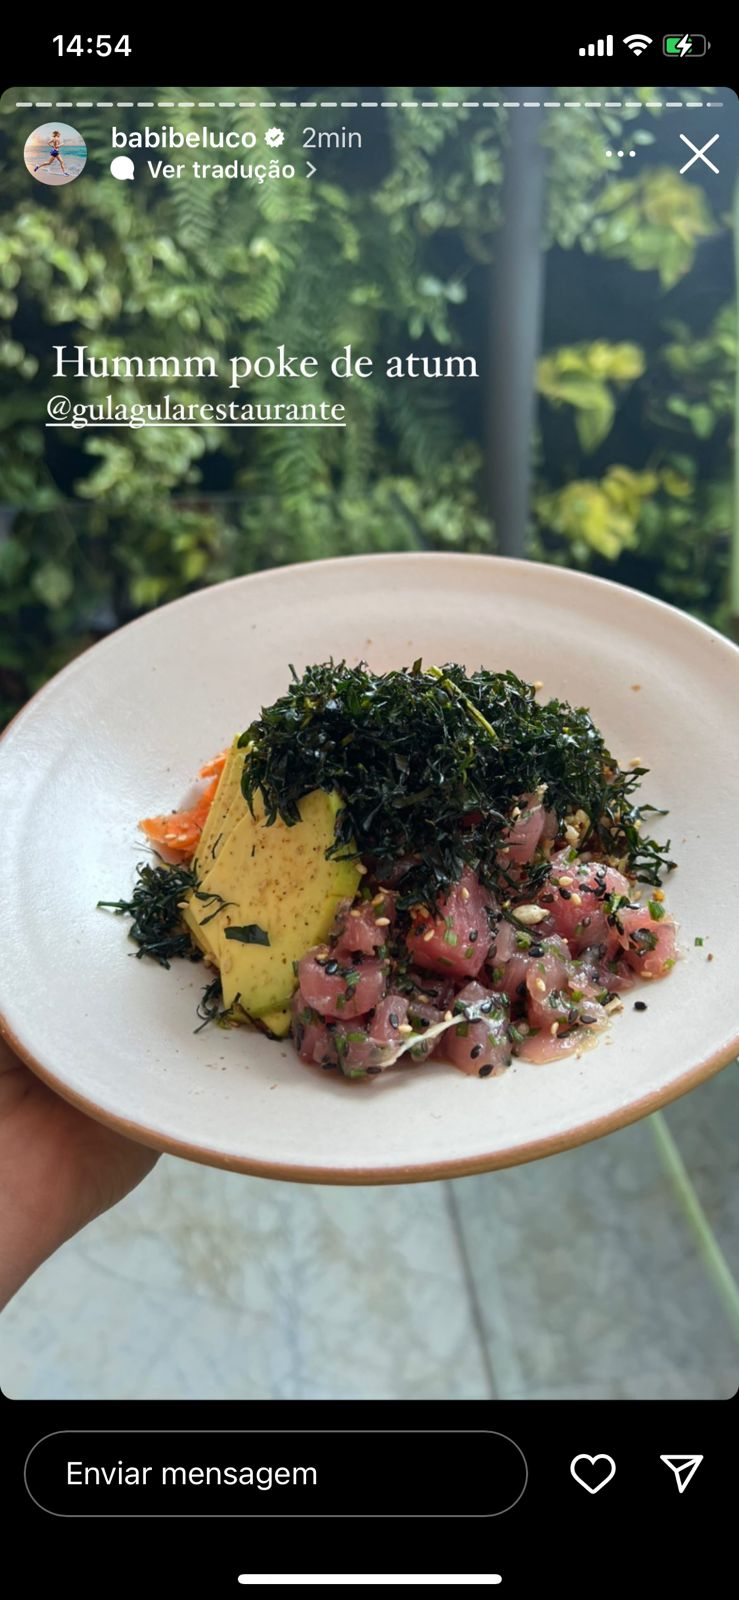 14:54
babibeluco 2min
Ver tradução
Hummm poke de atum
@gulagularestaurante
Enviar mensagem